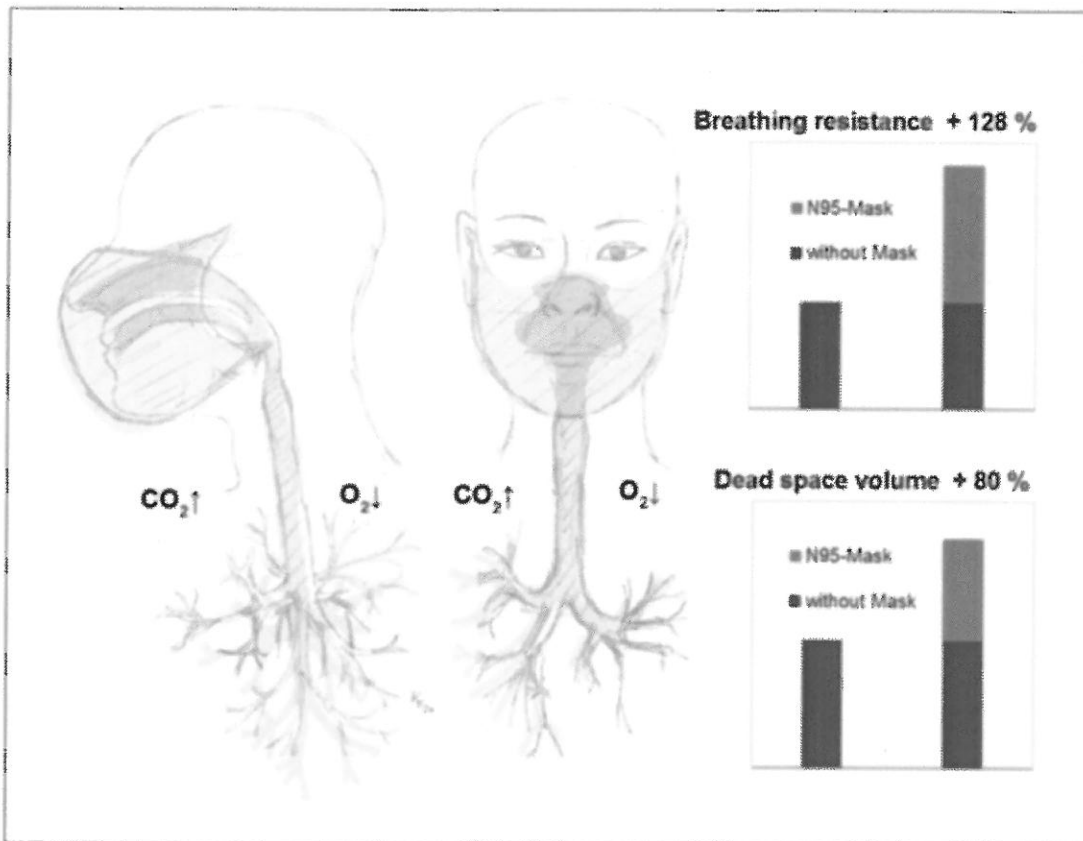 Breathing resistance + 128 %
N95-Mask
without Mask
CO₂↑
O₂↓
CO₂↑
O₂↓
Dead space volume + 80 %
N95-Mask
without Mask